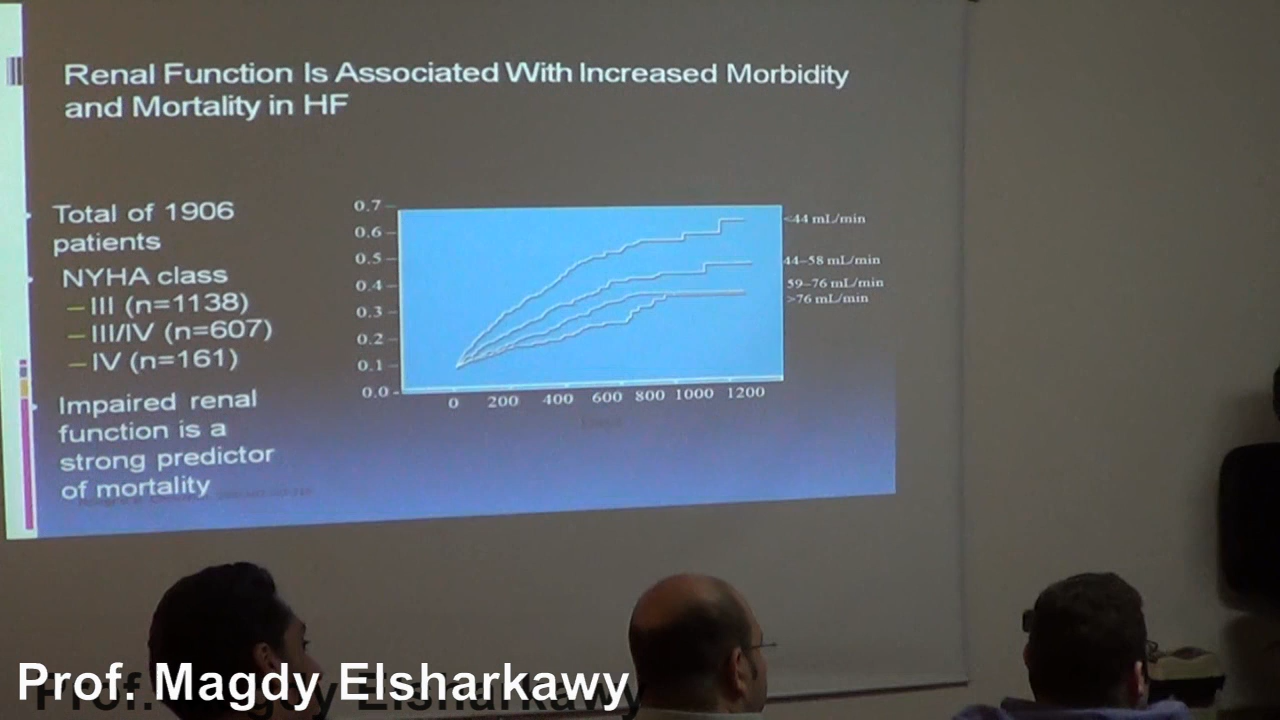 Renal Function Is Associated With Increased Morbidity
and Mortality in HF
Total of 1906
patients
NYHA class
– III (n=1138)
– III/IV (n=607)
– IV (n=161)
Impaired renal
function is a
strong predictor
of mortality
0.7
0.6
0.5
0.4
0.3
0.2
0.1
0.0
0 200 400 600 800 1000 1200
<44 mL/min
44–58 mL/min
59–76 mL/min
>76 mL/min
Prof. Magdy Elsharkawy